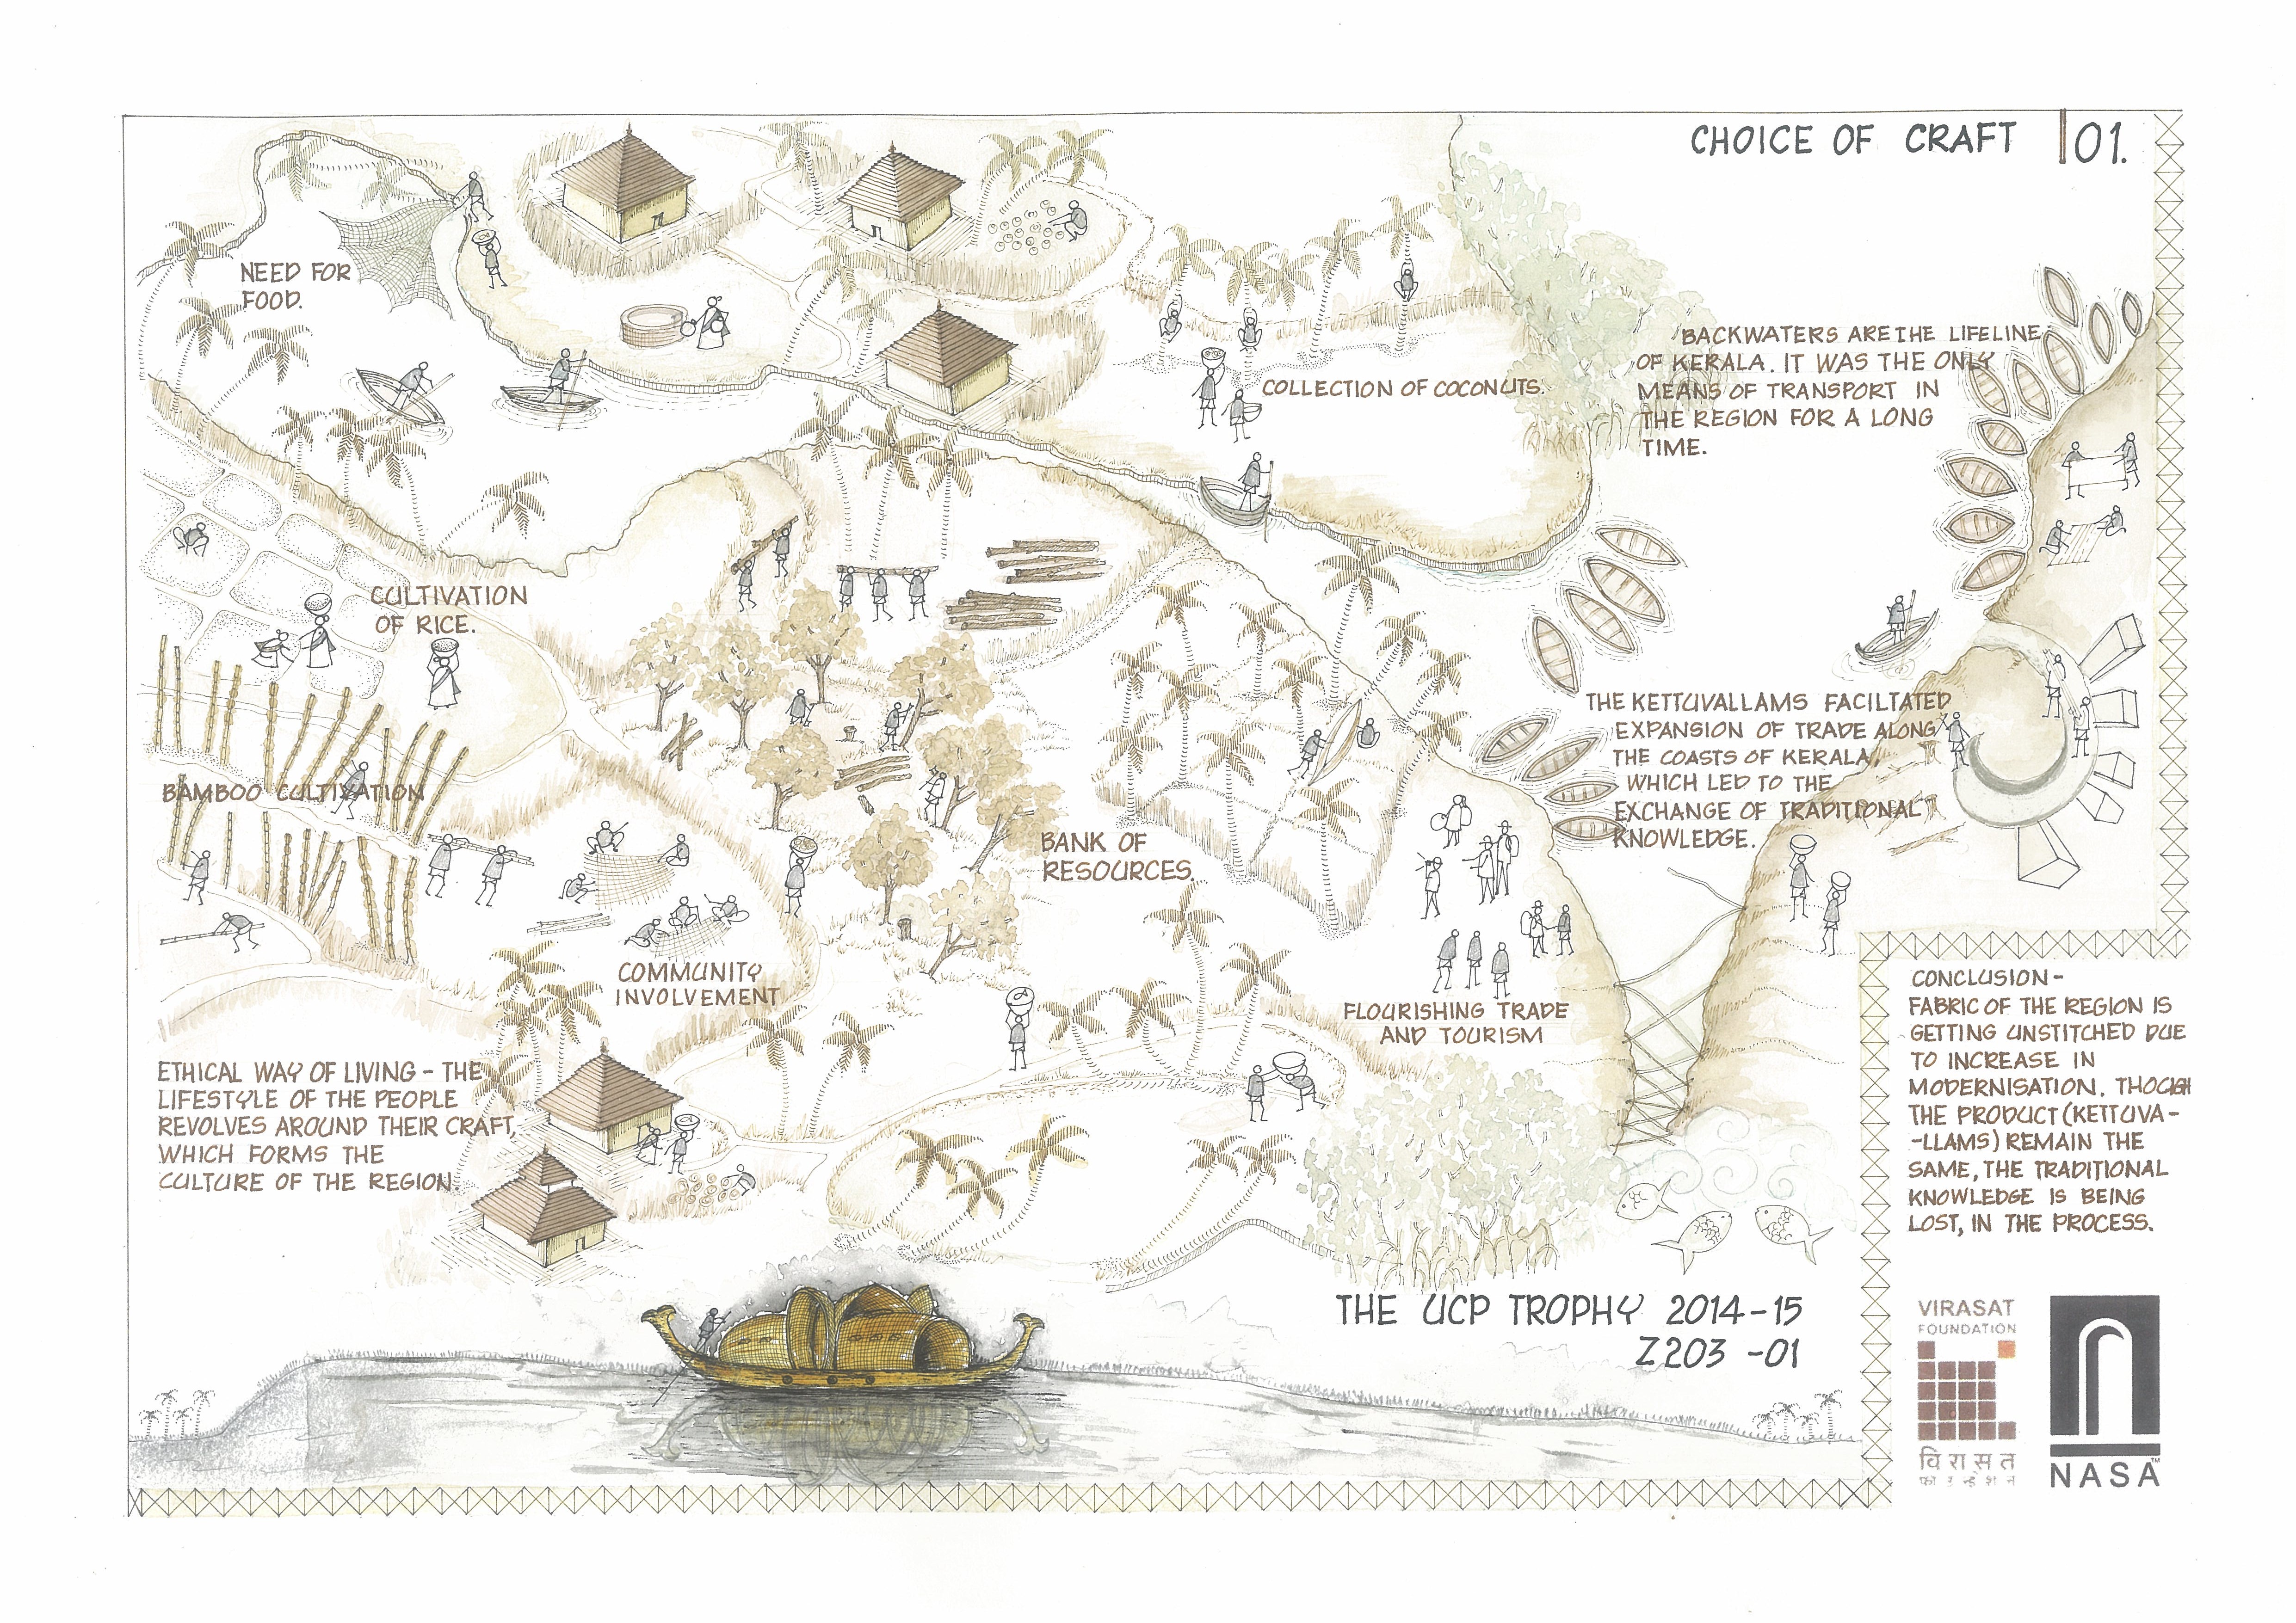 CHOICE OF CRAFT | 01.
NEED FOR
FOOD.
COLLECTION OF COCONUTS.
BACKWATERS ARE THE LIFELINE
OF KERALA. IT WAS THE ONLY
MEANS OF TRANSPORT IN
THE REGION FOR A LONG
TIME.
CULTIVATION
OF RICE.
THE KETTUVALLAMS FACILTATED
EXPANSION OF TRADE ALONG
THE COASTS OF KERALA,
WHICH LED TO THE
EXCHANGE OF TRADITIONAL
KNOWLEDGE.
BAMBOO CULTIVATION
BANK OF
RESOURCES.
COMMUNITY
INVOLVEMENT
FLOURISHING TRADE
AND TOURISM
ETHICAL WAY OF LIVING - THE
LIFESTYLE OF THE PEOPLE
REVOLVES AROUND THEIR CRAFT,
WHICH FORMS THE
CULTURE OF THE REGION.
CONCLUSION-
FABRIC OF THE REGION IS
GETTING UNSTITCHED DUE
TO INCREASE IN
MODERNISATION. THOUGH
THE PRODUCT (KETTUVA-
-LLAMS) REMAIN THE
SAME, THE TRADITIONAL
KNOWLEDGE IS BEING
LOST, IN THE PROCESS.
THE UCP TROPHY 2014-15
Z203 -01
VIRASAT
FOUNDATION
विरासत
फाउन्डेशन
NASA™